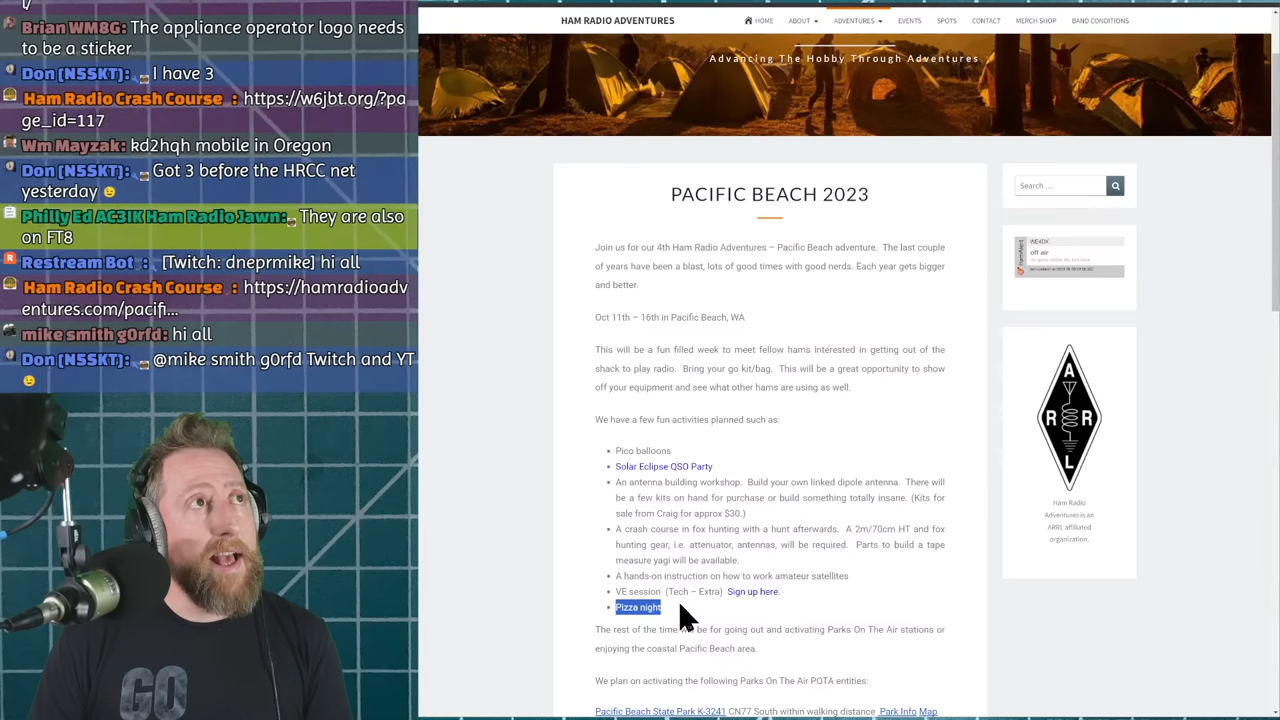 to be a sticker
Don (N5SKT): I have 3
Ham Radio Crash Course : https://w6jbt.org/?pa
ge_id=117
Wm Mayzak: kd2hqh mobile in Oregon
Don (N5SKT): Got 3 before the HRCC net
yesterday
Philly Ed AC3IK Ham Radio Jawn: They are also
on FT8
RestreamBot : [Twitch: dneprmiker] all
Ham Radio Crash Course : https://hamradioadv
entures.com/pacifi...
mike smith g0rfd: hi all
Don (N5SKT): @mike smith g0rfd Twitch and YT
HAM RADIO ADVENTURES
HOME ABOUT ADVENTURES EVENTS SPOTS CONTACT MERCH SHOP BAND CONDITIONS
Advancing The Hobby Through Adventures
PACIFIC BEACH 2023
Join us for our 4th Ham Radio Adventures – Pacific Beach adventure. The last couple
of years have been a blast, lots of good times with good nerds. Each year gets bigger
and better.
Oct 11th – 16th in Pacific Beach, WA
This will be a fun filled week to meet fellow hams interested in getting out of the
shack to play radio. Bring your go kit/bag. This will be a great opportunity to show
off your equipment and see what other hams are using as well.
We have a few fun activities planned such as:
• Pico balloons
• Solar Eclipse QSO Party
• An antenna building workshop. Build your own linked dipole antenna. There will
be a few kits on hand for purchase or build something totally insane. (Kits for
sale from Craig for approx $30.)
• A crash course in fox hunting with a hunt afterwards. A 2m/70cm HT and fox
hunting gear, i.e. attenuator, antennas, will be required. Parts to build a tape
measure yagi will be available.
• A hands-on instruction on how to work amateur satellites
• VE session (Tech – Extra) Sign up here.
• Pizza night
The rest of the time be for going out and activating Parks On The Air stations or
enjoying the coastal Pacific Beach area.
We plan on activating the following Parks On The Air POTA entities:
Pacific Beach State Park K-3241 CN77 South within walking distance Park Info Map
Search ...
off air
A
R R
L
Ham Radio
Adventures is an
ARRL affiliated
organization.